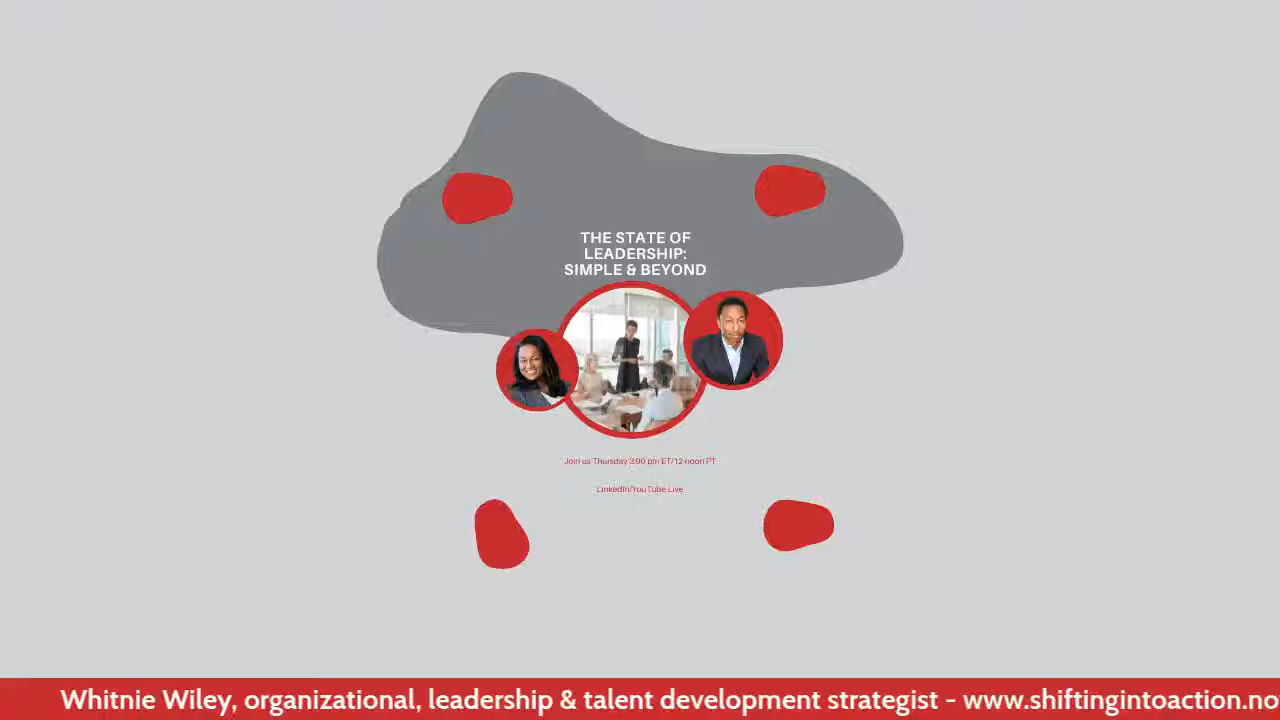 THE STATE OF
LEADERSHIP:
SIMPLE & BEYOND
Join us Thursday 3:00 pm ET/12 noon PT
LinkedIn/YouTube Live
Whitnie Wiley, organizational, leadership & talent development strategist - www.shiftingintoaction.no